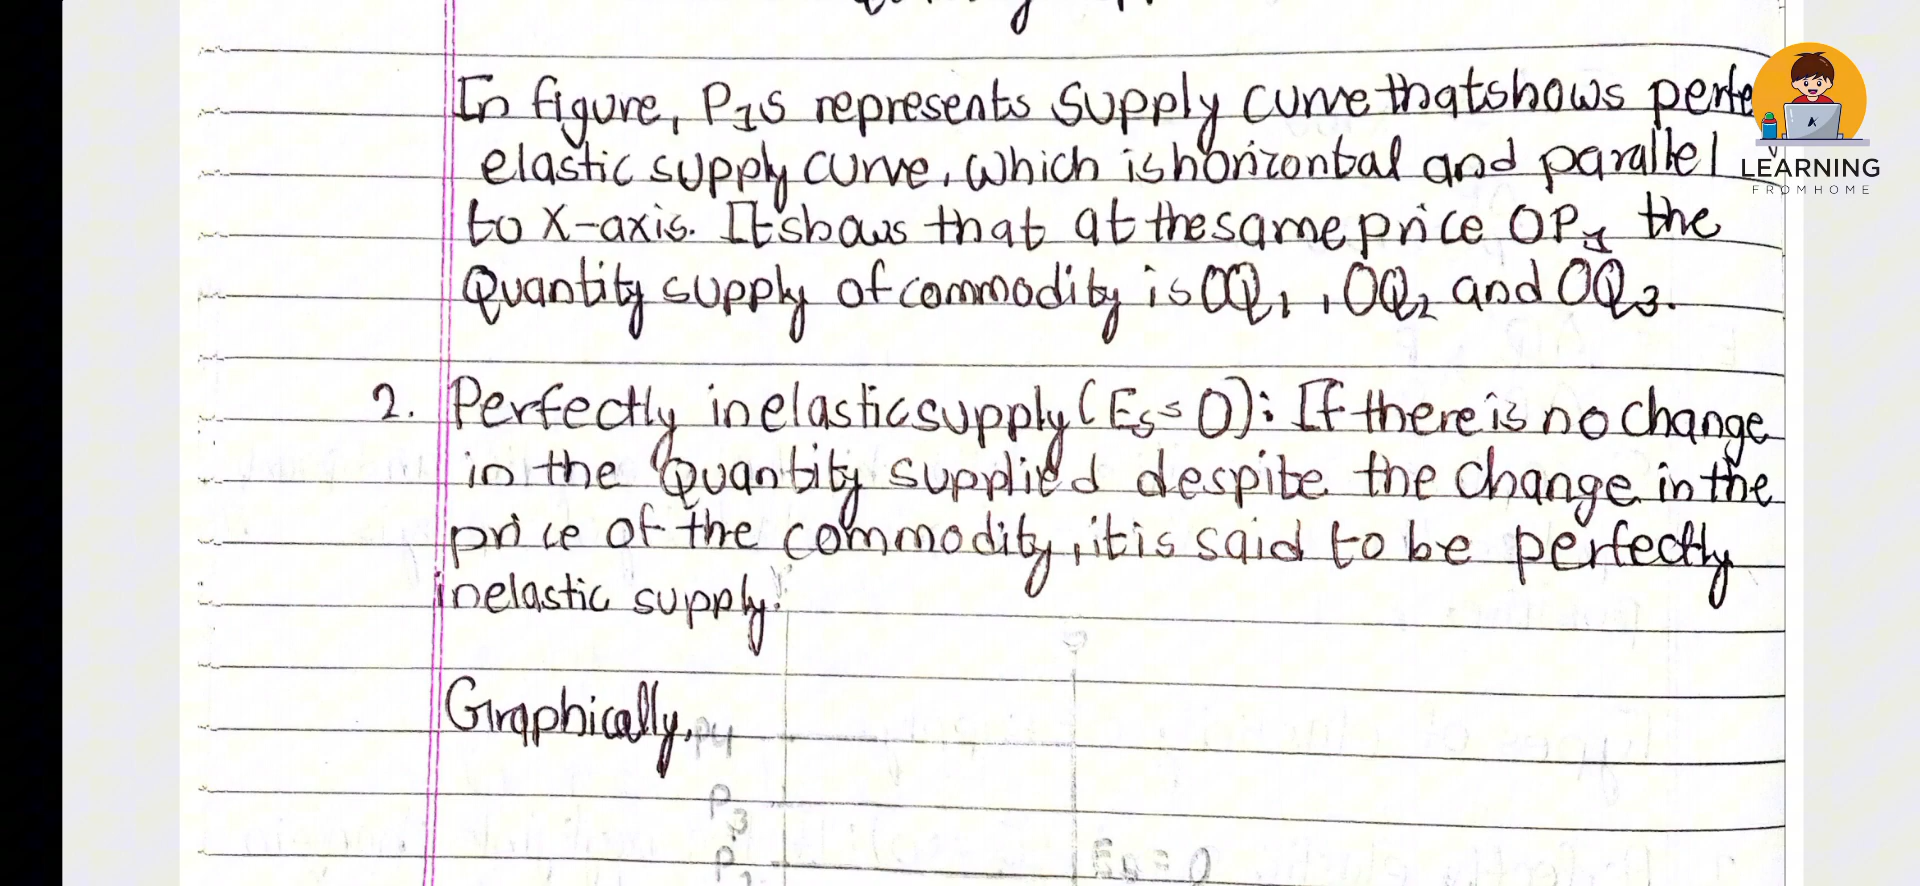 In figure, P1S represents supply curve that shows perfe
elastic supply curve, which is horizontal and parallel
to X-axis. It shows that at the same price OP1 the
Quantity supply of commodity is OQ1, OQ2 and OQ3.
2. Perfectly inelastic supply (Es = 0): If there is no change
in the Quantity supplied despite the change in the
price of the commodity, it is said to be perfectly
inelastic supply.
Graphically,
P4
P3
P
LEARNING
FROMHOME